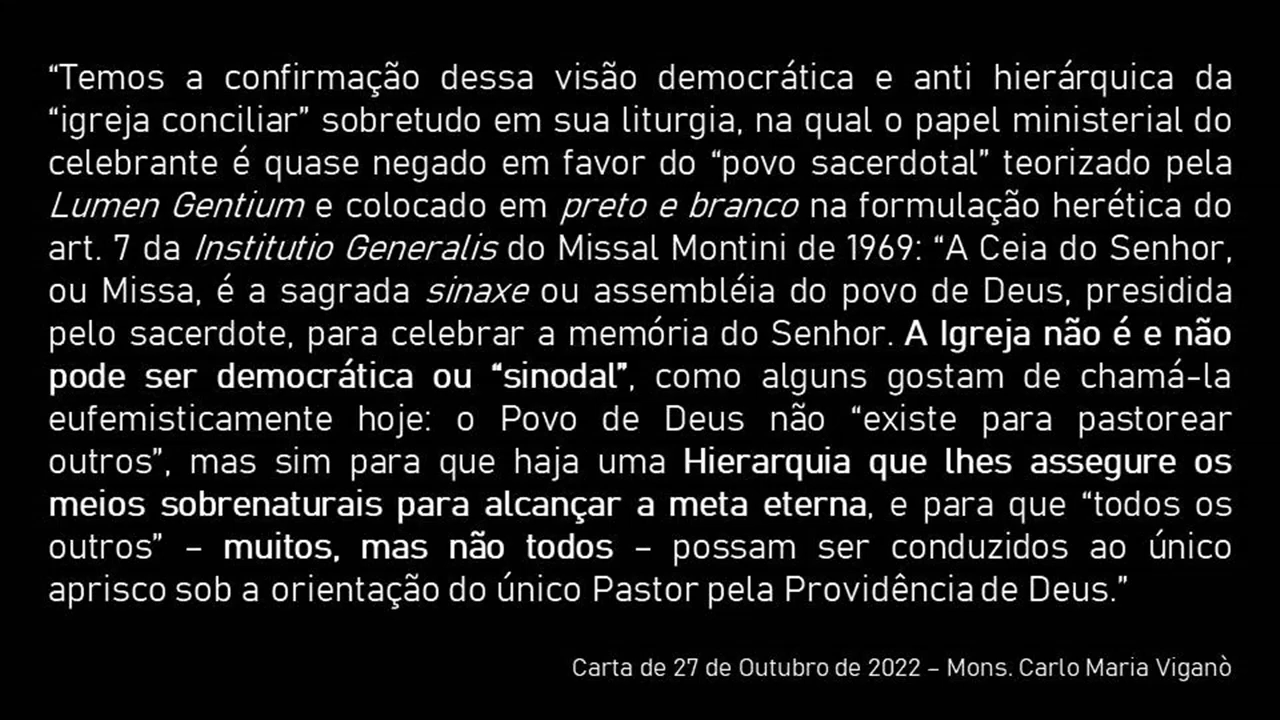 “Temos a confirmação dessa visão democrática e anti hierárquica da
“igreja conciliar” sobretudo em sua liturgia, na qual o papel ministerial do
celebrante é quase negado em favor do “povo sacerdotal” teorizado pela
Lumen Gentium e colocado em preto e branco na formulação herética do
art. 7 da Institutio Generalis do Missal Montini de 1969: “A Ceia do Senhor,
ou Missa, é a sagrada sinaxe ou assembléia do povo de Deus, presidida
pelo sacerdote, para celebrar a memória do Senhor. A Igreja não é e não
pode ser democrática ou “sinodal”, como alguns gostam de chamá-la
eufemisticamente hoje: o Povo de Deus não “existe para pastorear
outros”, mas sim para que haja uma Hierarquia que lhes assegure os
meios sobrenaturais para alcançar a meta eterna, e para que “todos os
outros” – muitos, mas não todos – possam ser conduzidos ao único
aprisco sob a orientação do único Pastor pela Providência de Deus.”
Carta de 27 de Outubro de 2022 – Mons. Carlo Maria Viganò